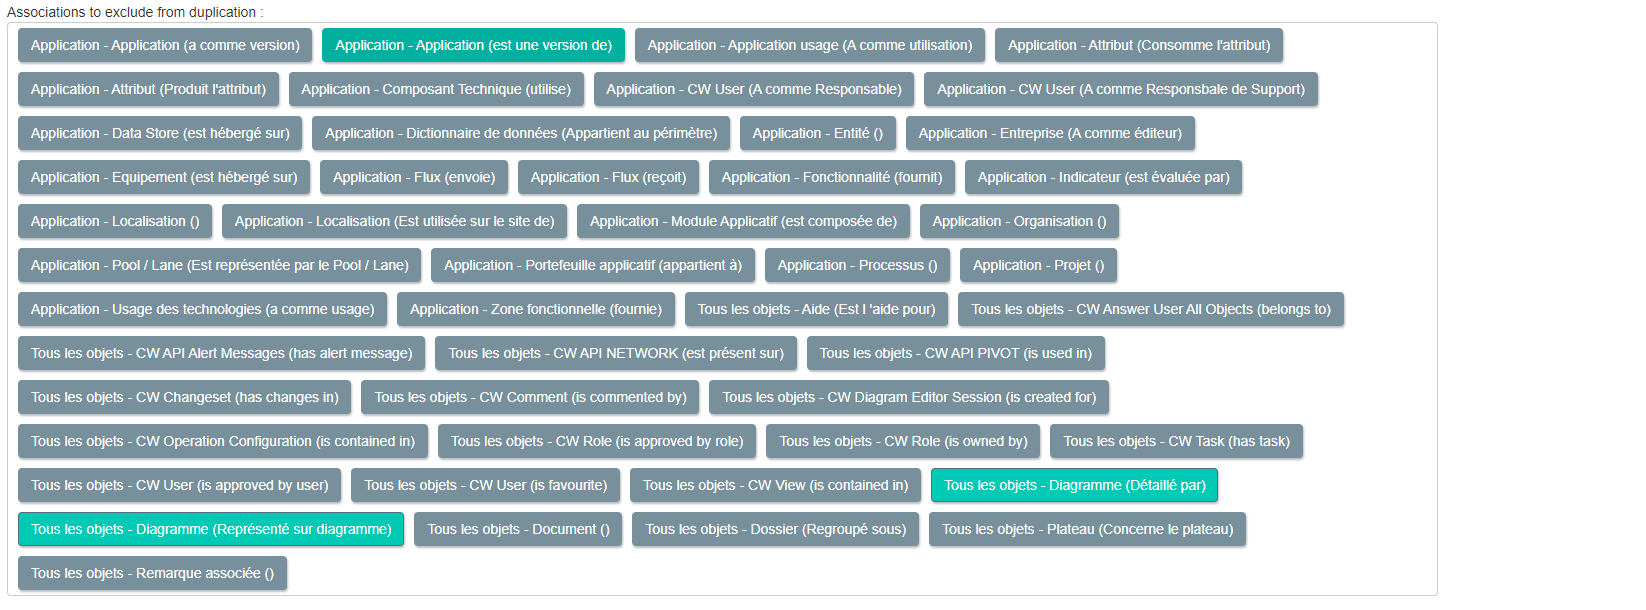 Associations to exclude from duplication :
Application - Application (a comme version) Application - Application (est une version de) Application - Application usage (A comme utilisation) Application - Attribut (Consomme l'attribut)
Application - Attribut (Produit l'attribut) Application - Composant Technique (utilise) Application - CW User (A comme Responsable) Application - CW User (A comme Responsbale de Support)
Application - Data Store (est hébergé sur) Application - Dictionnaire de données (Appartient au périmètre) Application - Entité () Application - Entreprise (A comme éditeur)
Application - Equipement (est hébergé sur) Application - Flux (envoie) Application - Flux (reçoit) Application - Fonctionnalité (fournit) Application - Indicateur (est évaluée par)
Application - Localisation () Application - Localisation (Est utilisée sur le site de) Application - Module Applicatif (est composée de) Application - Organisation ()
Application - Pool / Lane (Est représentée par le Pool / Lane) Application - Portefeuille applicatif (appartient à) Application - Processus () Application - Projet ()
Application - Usage des technologies (a comme usage) Application - Zone fonctionnelle (fournie) Tous les objets - Aide (Est l 'aide pour) Tous les objets - CW Answer User All Objects (belongs to)
Tous les objets - CW API Alert Messages (has alert message) Tous les objets - CW API NETWORK (est présent sur) Tous les objets - CW API PIVOT (is used in)
Tous les objets - CW Changeset (has changes in) Tous les objets - CW Comment (is commented by) Tous les objets - CW Diagram Editor Session (is created for)
Tous les objets - CW Operation Configuration (is contained in) Tous les objets - CW Role (is approved by role) Tous les objets - CW Role (is owned by) Tous les objets - CW Task (has task)
Tous les objets - CW User (is approved by user) Tous les objets - CW User (is favourite) Tous les objets - CW View (is contained in) Tous les objets - Diagramme (Détaillé par)
Tous les objets - Diagramme (Représenté sur diagramme) Tous les objets - Document () Tous les objets - Dossier (Regroupé sous) Tous les objets - Plateau (Concerne le plateau)
Tous les objets - Remarque associée ()